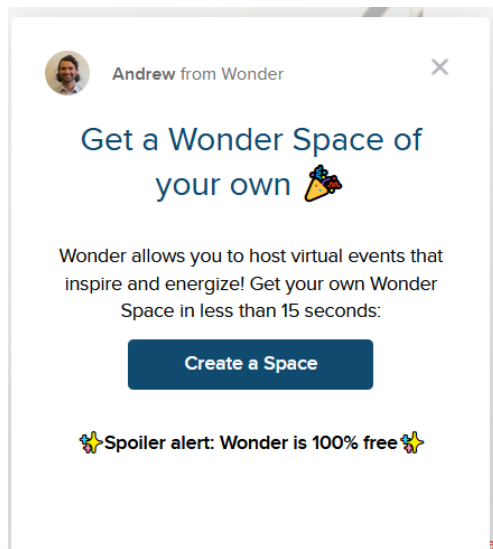 Andrew from Wonder
Get a Wonder Space of
your own 🎉
Wonder allows you to host virtual events that
inspire and energize! Get your own Wonder
Space in less than 15 seconds:
Create a Space
✨Spoiler alert: Wonder is 100% free✨